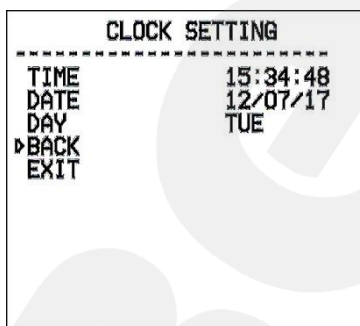 CLOCK SETTING
TIME 15:34:48
DATE 12/07/17
DAY TUE
BACK
EXIT